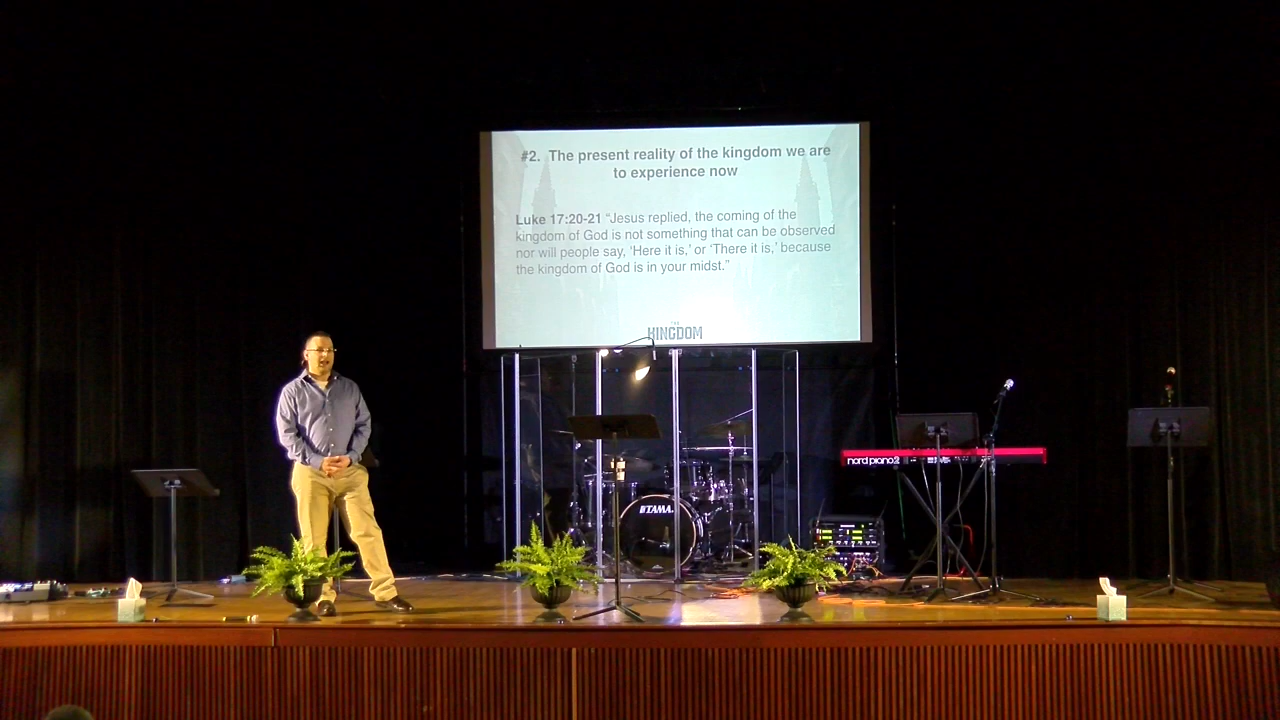 #2. The present reality of the kingdom we are
to experience now
Luke 17:20-21 “Jesus replied, the coming of the
kingdom of God is not something that can be observed
nor will people say, ‘Here it is,’ or ‘There it is,’ because
the kingdom of God is in your midst.”
THE
KINGDOM
nord piano2
TAMA